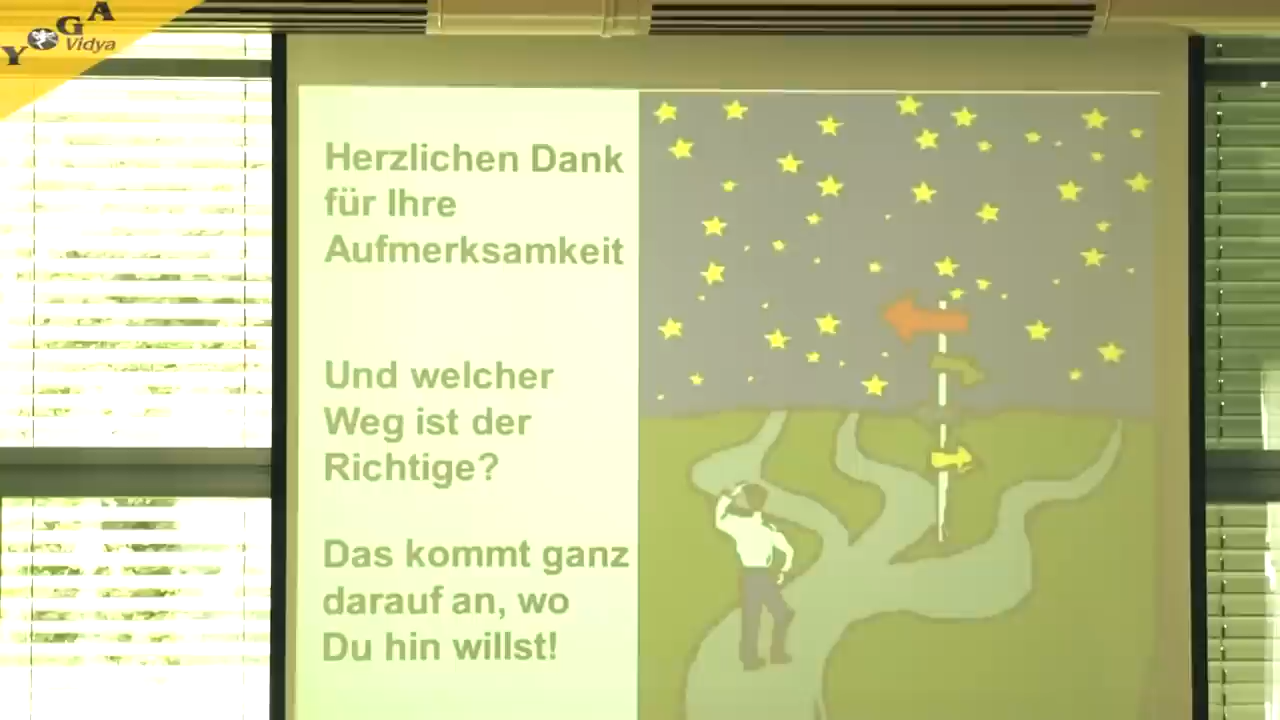 YOGA
Vidya
Herzlichen Dank
für Ihre
Aufmerksamkeit
Und welcher
Weg ist der
Richtige?
Das kommt ganz
darauf an, wo
Du hin willst!